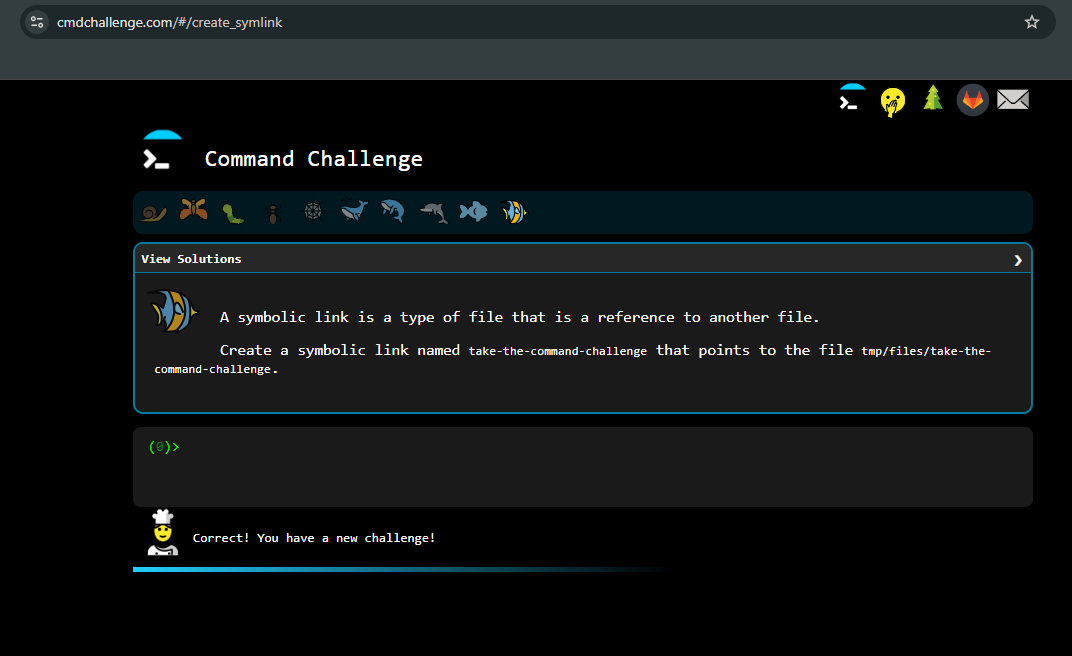 cmdchallenge.com/#/create_symlink
Command Challenge
View Solutions
A symbolic link is a type of file that is a reference to another file.
Create a symbolic link named take-the-command-challenge that points to the file tmp/files/take-the-
command-challenge.
(0)>
Correct! You have a new challenge!